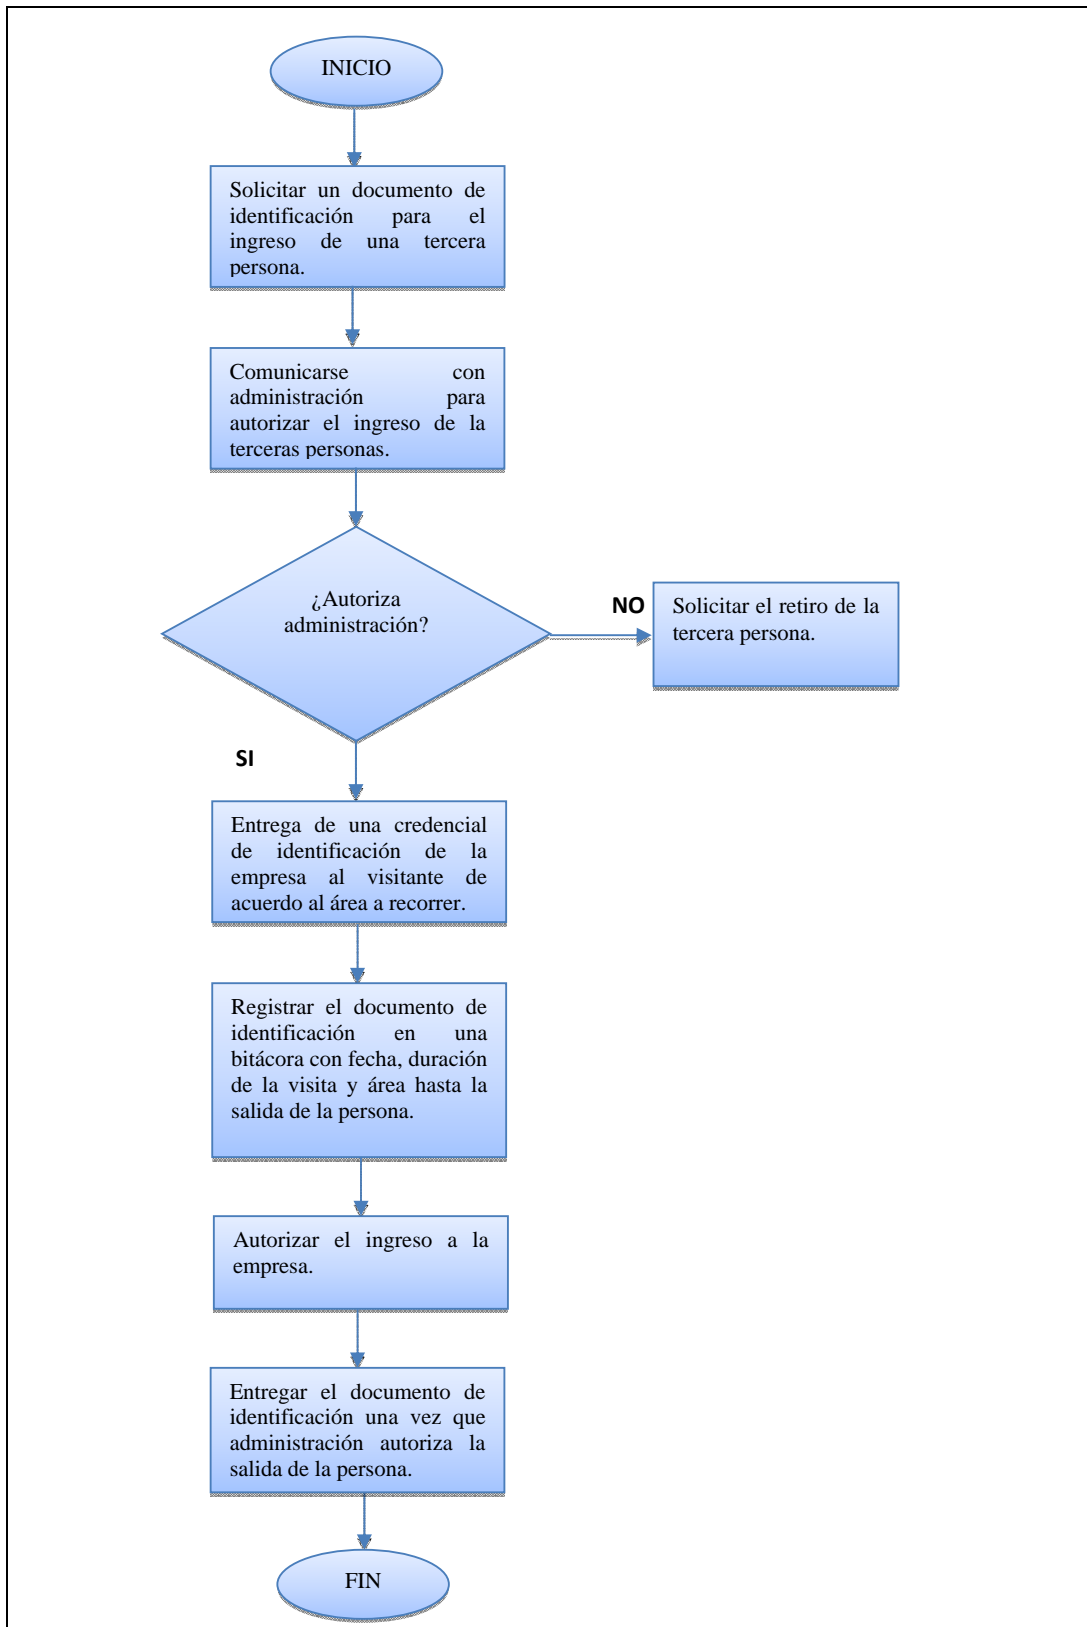 INICIO
Solicitar un documento de
identificación para el
ingreso de una tercera
persona.
Comunicarse con
administración para
autorizar el ingreso de la
terceras personas.
¿Autoriza
administración?
NO
Solicitar el retiro de la
tercera persona.
SI
Entrega de una credencial
de identificación de la
empresa al visitante de
acuerdo al área a recorrer.
Registrar el documento de
identificación en una
bitácora con fecha, duración
de la visita y área hasta la
salida de la persona.
Autorizar el ingreso a la
empresa.
Entregar el documento de
identificación una vez que
administración autoriza la
salida de la persona.
FIN